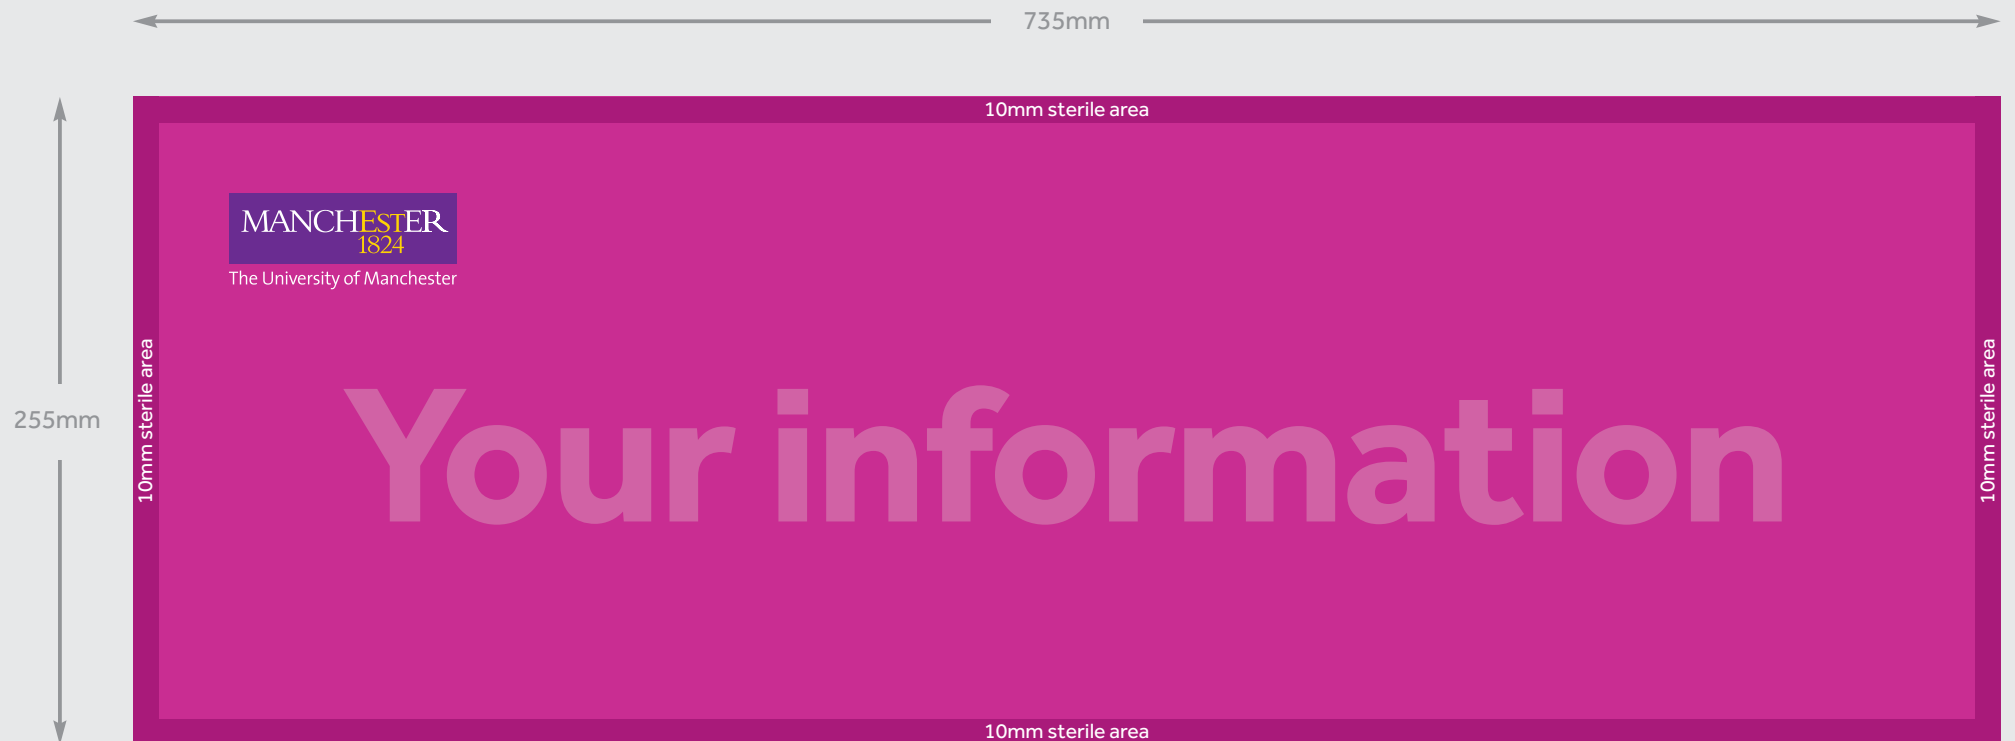 735mm
10mm sterile area
MANCHESTER
1824
The University of Manchester
10mm sterile area
10mm sterile area
255mm
Your information
10mm sterile area